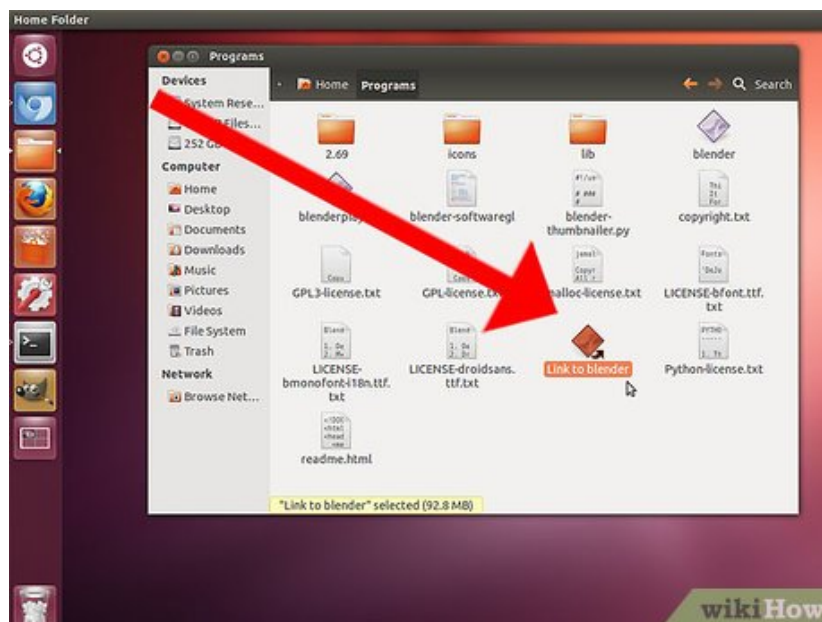 Home Folder
Programs
Devices
Home Programs
Search
System Rese...
Files...
252 G
2.69
icons
lib
blender
Computer
Home
Desktop
Documents
Downloads
Music
Pictures
Videos
File System
Trash
Network
Browse Net...
blender-softwaregl
blender-
thumbnailer.py
copyright.txt
GPL3-license.txt
GPL-license.
malloc-license.txt
LICENSE-bfont.ttf.
txt
LICENSE-
bmonofont-i18n.ttf.
txt
LICENSE-droidsans.
ttf.txt
Link to blender
Python-license.txt
readme.html
"Link to blender" selected (92.8 MB)
wikiHow